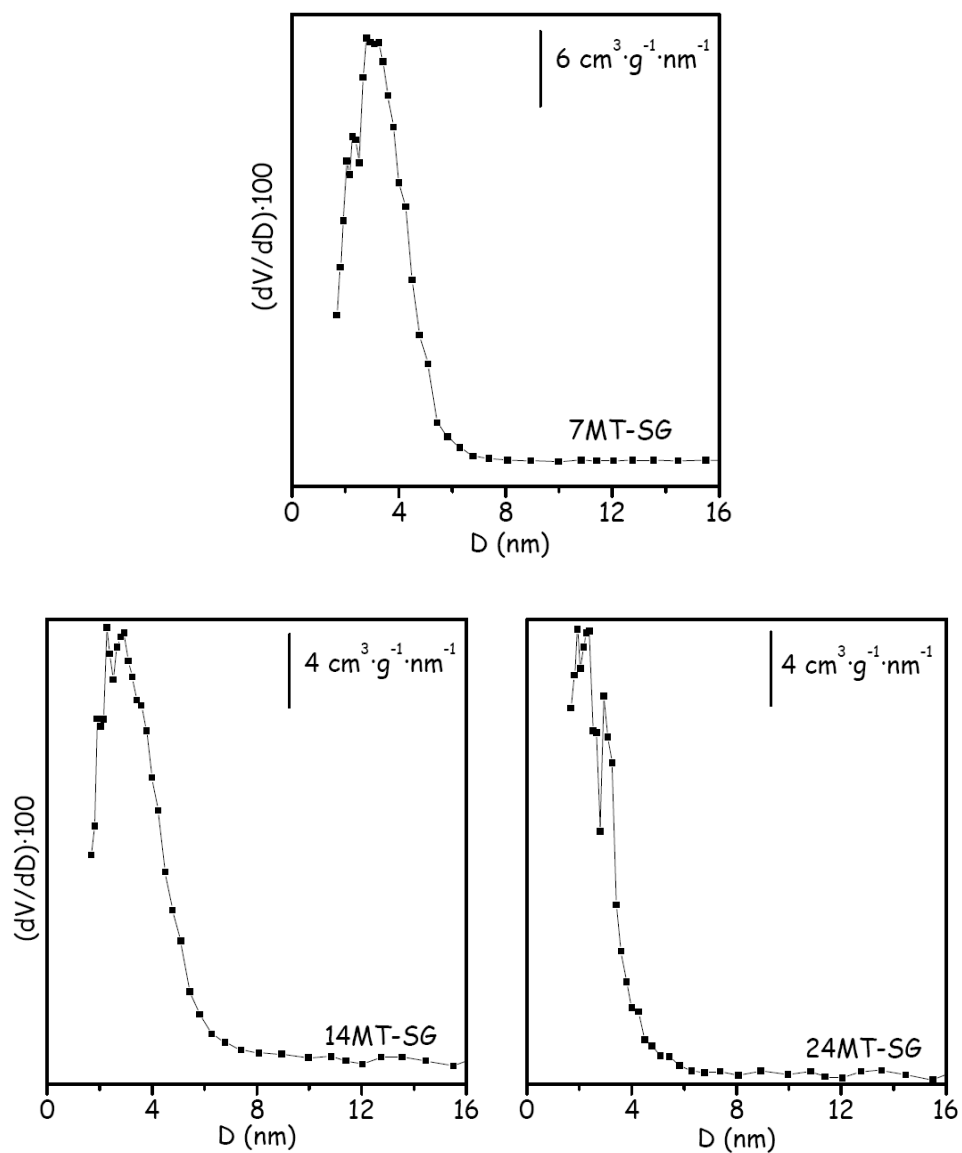 (dV/dD)·100
6 cm³·g⁻¹·nm⁻¹
7MT-SG
0 4 8 12 16
D (nm)
(dV/dD)·100
4 cm³·g⁻¹·nm⁻¹
14MT-SG
0 4 8 12 16
D (nm)
4 cm³·g⁻¹·nm⁻¹
24MT-SG
0 4 8 12 16
D (nm)